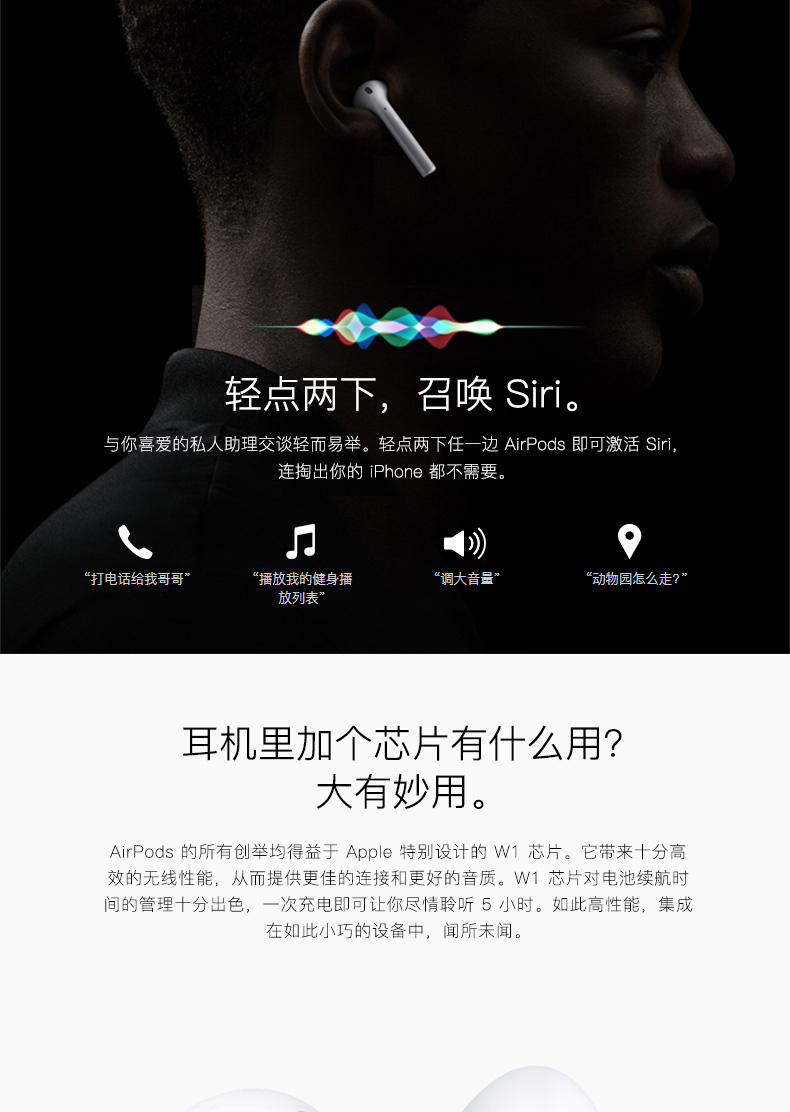 轻点两下，召唤 Siri。
与你喜爱的私人助理交谈轻而易举。轻点两下任一边 AirPods 即可激活 Siri，
连掏出你的 iPhone 都不需要。
“打电话给我哥哥”
“播放我的健身播
放列表”
“调大音量”
“动物园怎么走？”
耳机里加个芯片有什么用？
大有妙用。
AirPods 的所有创举均得益于 Apple 特别设计的 W1 芯片。它带来十分高
效的无线性能，从而提供更佳的连接和更好的音质。W1 芯片对电池续航时
间的管理十分出色，一次充电即可让你尽情聆听 5 小时。如此高性能，集成
在如此小巧的设备中，闻所未闻。